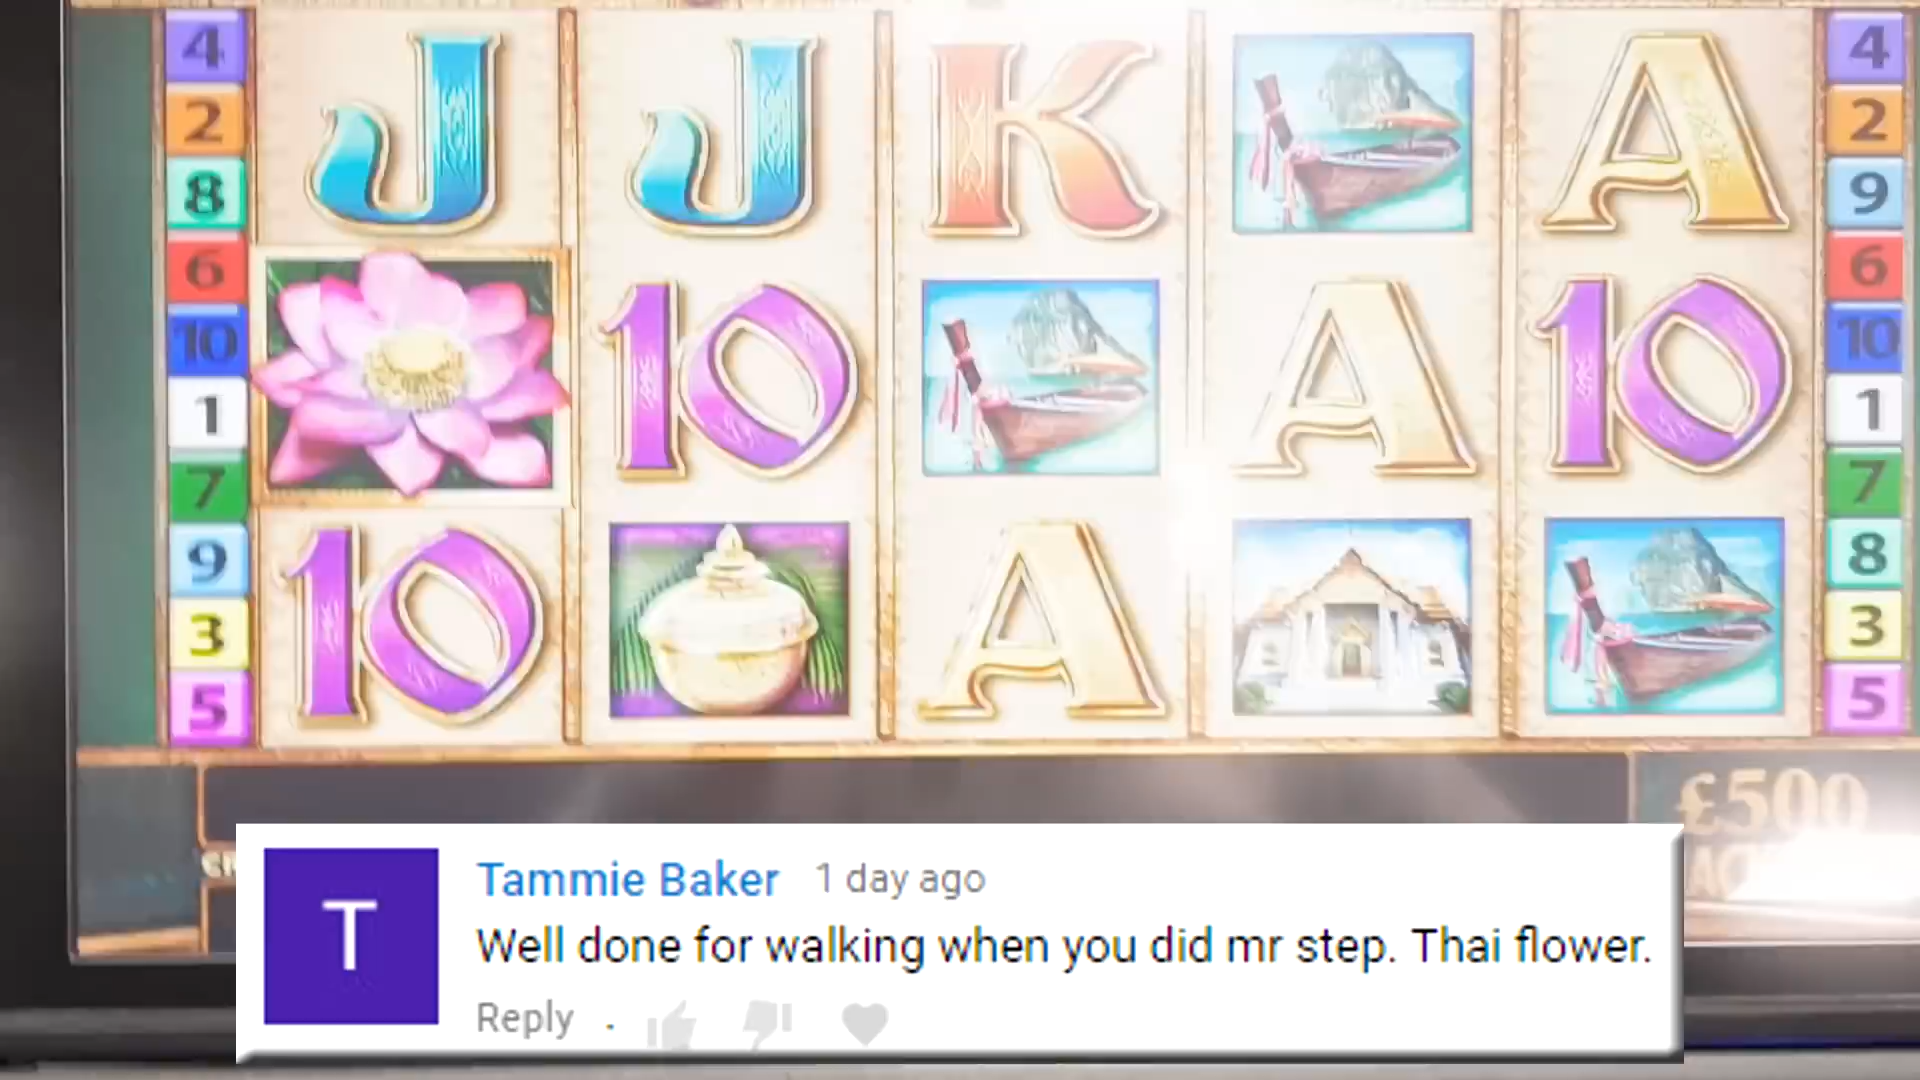 4 J J K A 4
2 2
8 9
6 6
10 10 10 A 10
1 1
7 7
9 10 A 8
3 3
5 5
£500
Tammie Baker 1 day ago
T
Well done for walking when you did mr step. Thai flower.
Reply